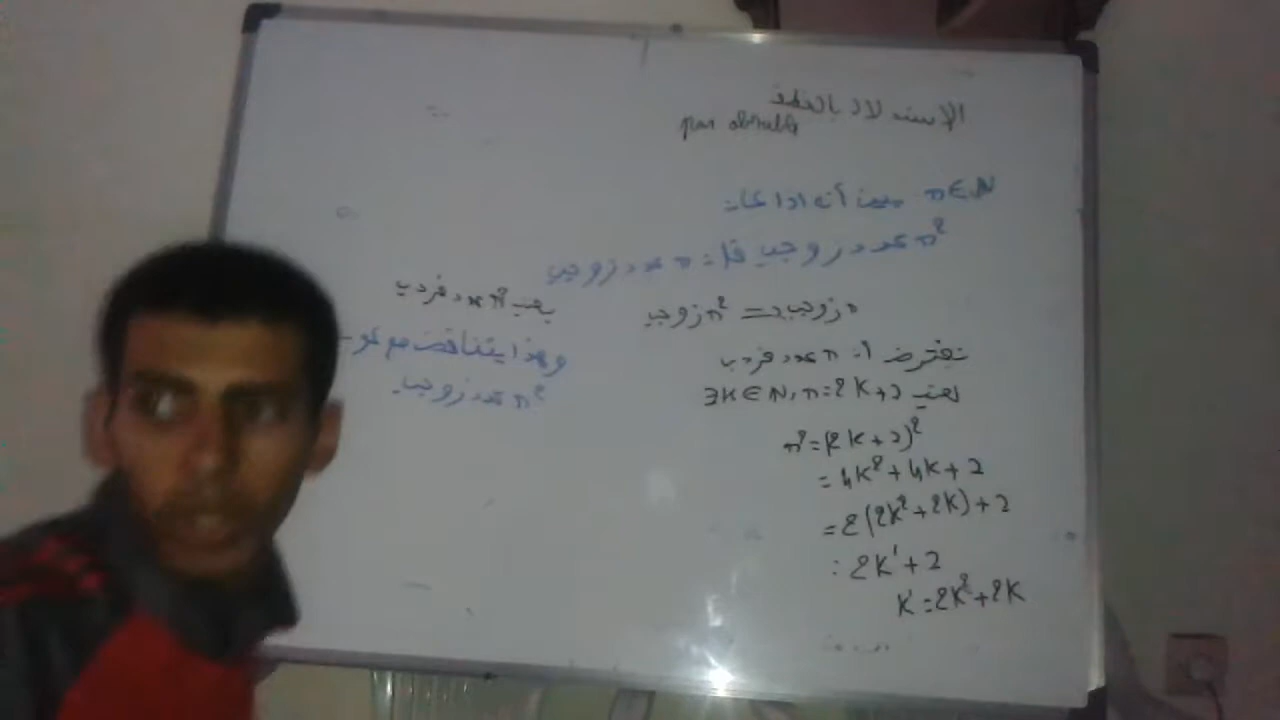 الاستدلال بالخلف
par absurde
n∈N بين أنه اذا كان
n² عدد زوجي فإن n عدد زوجي
n² زوجي ⇒ n زوجي
نفترض أن n عدد فردي
يعني ∃k∈N, n=2k+1
n²=(2k+1)²
=4k²+4k+1
=2(2k²+2k)+1
=2k'+1
k'=2k²+2k
يعني n² عدد فردي
وهذا يتناقض مع كون
n² عدد زوجي